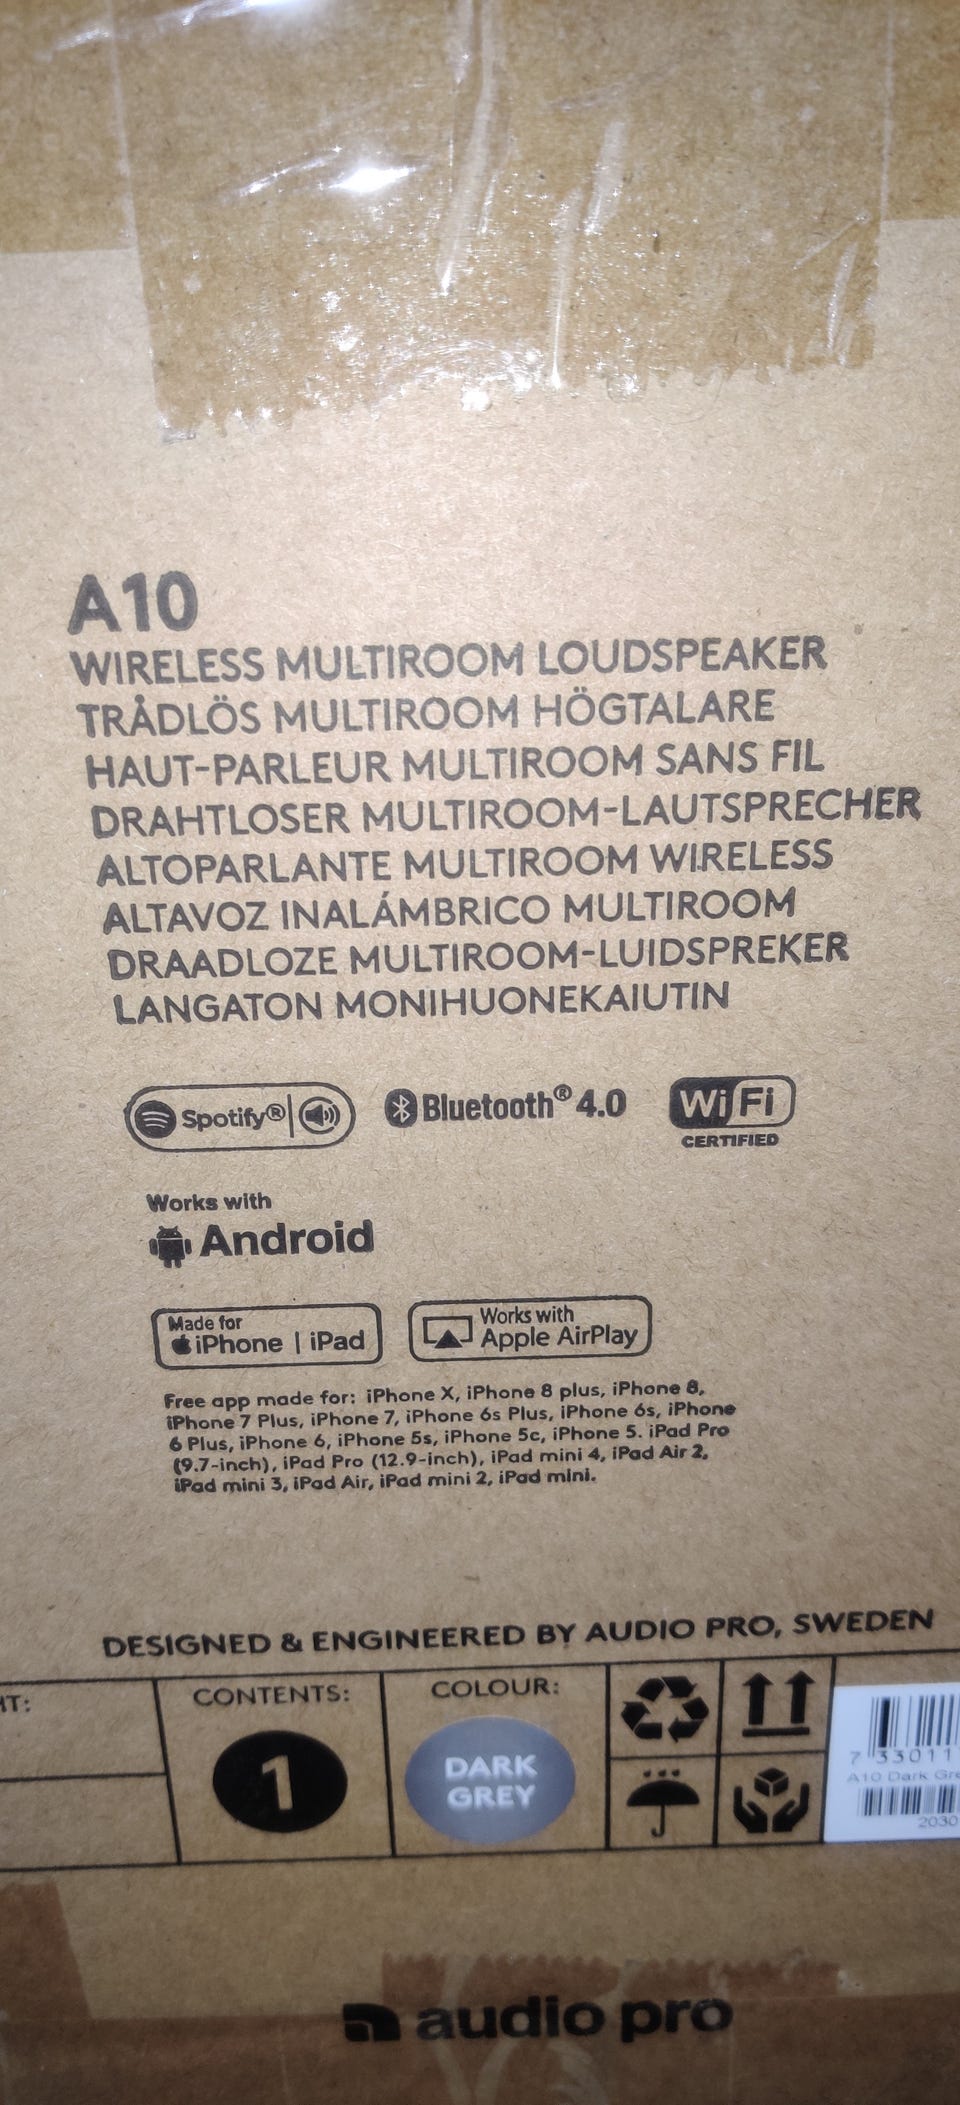 A10
WIRELESS MULTIROOM LOUDSPEAKER
TRÅDLÖS MULTIROOM HÖGTALARE
HAUT-PARLEUR MULTIROOM SANS FIL
DRAHTLOSER MULTIROOM-LAUTSPRECHER
ALTOPARLANTE MULTIROOM WIRELESS
ALTAVOZ INALÁMBRICO MULTIROOM
DRAADLOZE MULTIROOM-LUIDSPREKER
LANGATON MONIHUONEKAIUTIN
Spotify®
Bluetooth® 4.0
Wi Fi
CERTIFIED
Works with
Android
Made for
iPhone | iPad
Works with
Apple AirPlay
Free app made for: iPhone X, iPhone 8 plus, iPhone 8,
iPhone 7 Plus, iPhone 7, iPhone 6s Plus, iPhone 6s, iPhone
6 Plus, iPhone 6, iPhone 5s, iPhone 5c, iPhone 5. iPad Pro
(9.7-inch), iPad Pro (12.9-inch), iPad mini 4, iPad Air 2,
iPad mini 3, iPad Air, iPad mini 2, iPad mini.
DESIGNED & ENGINEERED BY AUDIO PRO, SWEDEN
CONTENTS:
1
COLOUR:
DARK
GREY
7 33011
A10 Dark Gre
2030
audio pro